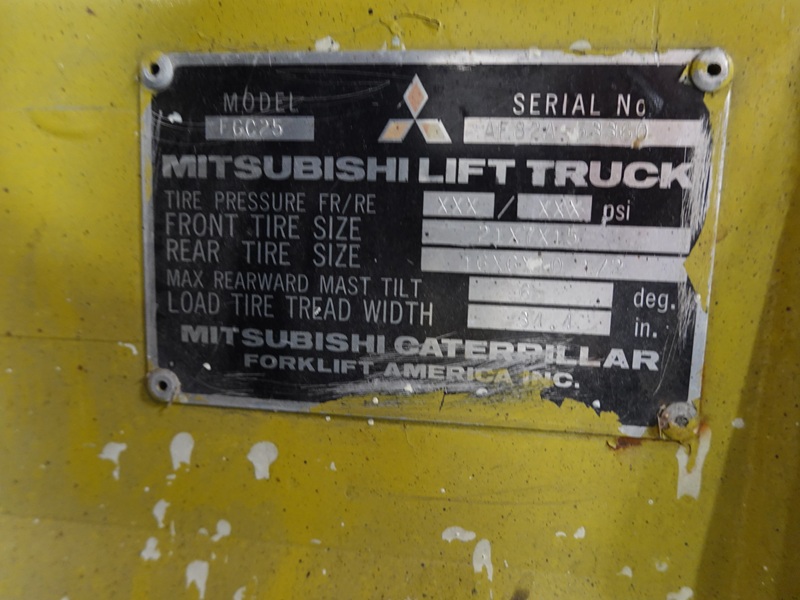 MODEL
SERIAL No
FGC25
MITSUBISHI LIFT TRUCK
TIRE PRESSURE FR/RE XXX / XXX psi
FRONT TIRE SIZE 21X7X15
REAR TIRE SIZE
MAX REARWARD MAST TILT deg.
LOAD TIRE TREAD WIDTH in.
MITSUBISHI CATERPILLAR
FORKLIFT AMERICA INC.